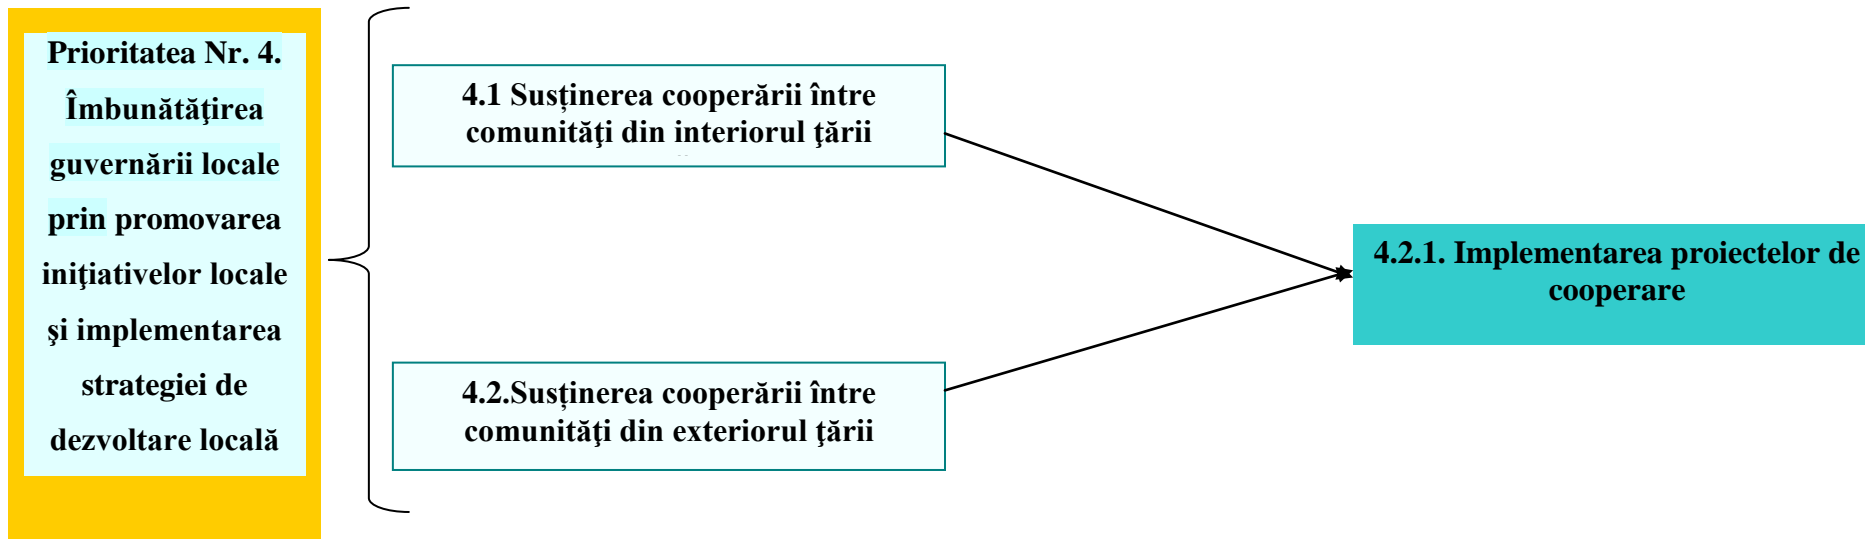 Prioritatea Nr. 4.
Îmbunătăţirea
guvernării locale
prin promovarea
iniţiativelor locale
şi implementarea
strategiei de
dezvoltare locală
4.1 Susținerea cooperării între
comunităţi din interiorul ţării
4.2.Susținerea cooperării între
comunităţi din exteriorul ţării
4.2.1. Implementarea proiectelor de
cooperare